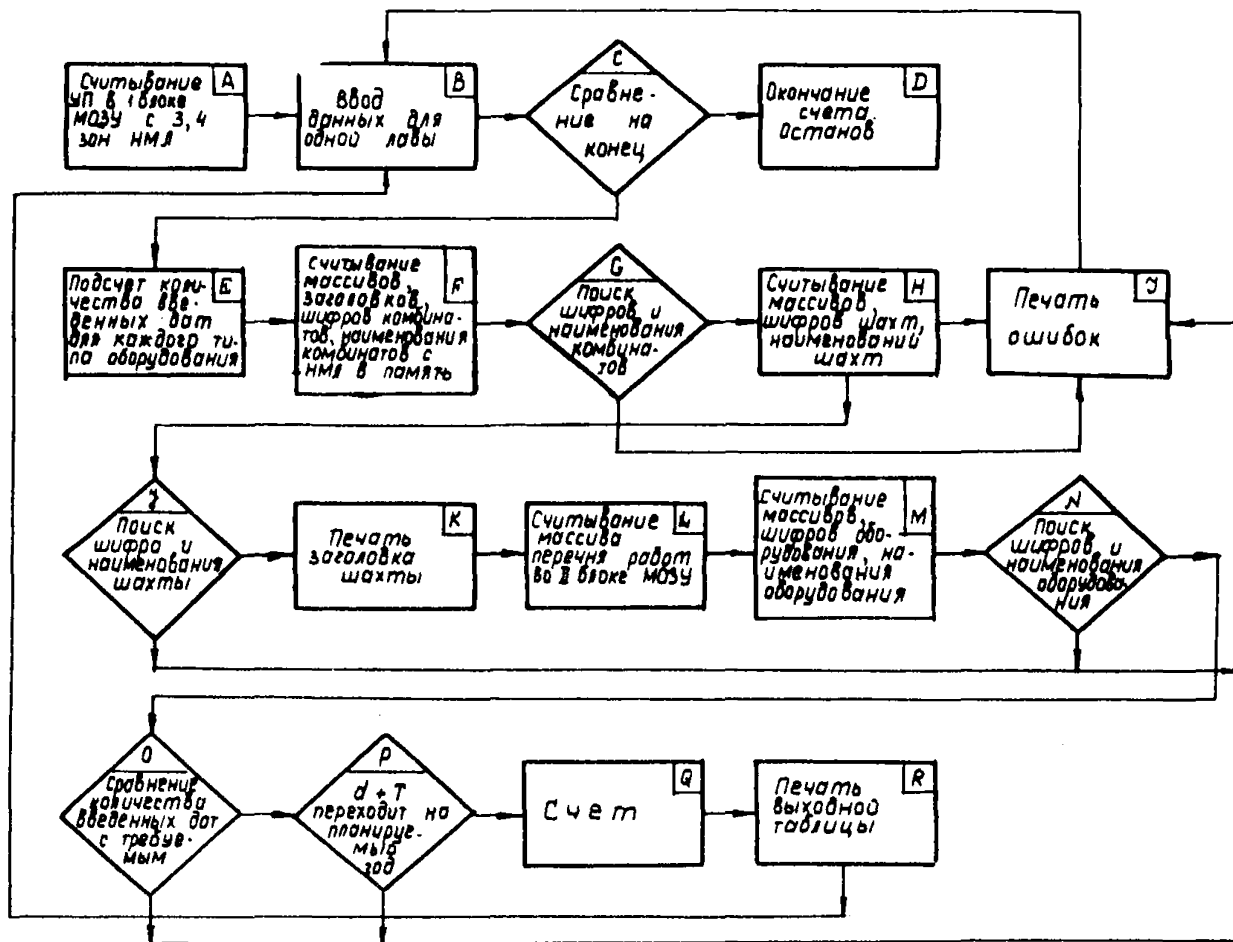 Считывание
УП в I блоке
МОЗУ с 3, 4
зон НМЛ
A
Ввод
данных для
одной лавы
B
C
Сравне-
ние на
конец
Окончание
счета.
Останов
D
Подсчет коли-
чества вве-
денных дат
для каждого ти-
па оборудования
E
Считывание
массивов,
заголовков,
шифров комбина-
тов, наименования
комбинатов с
НМЛ в память
F
G
Поиск
шифров и
наименования
комбина-
тов
Считывание
массивов,
шифров шахт,
наименований
шахт
H
Печать
ошибок
J
Поиск
шифра и
наименования
шахты
Печать
заголовка
шахты
K
Считывание
массива
перечня работ
во II блоке МОЗУ
L
Считывание
массивов,
шифров обо-
рудования, на-
именования
оборудования
M
N
Поиск
шифров и
наименования
оборудова-
ния
O
Сравнение
количества
введенных дат
с требуе-
мым
P
d + T
переходит на
планируе-
мый
год
Счет
Q
Печать
выходной
таблицы
R